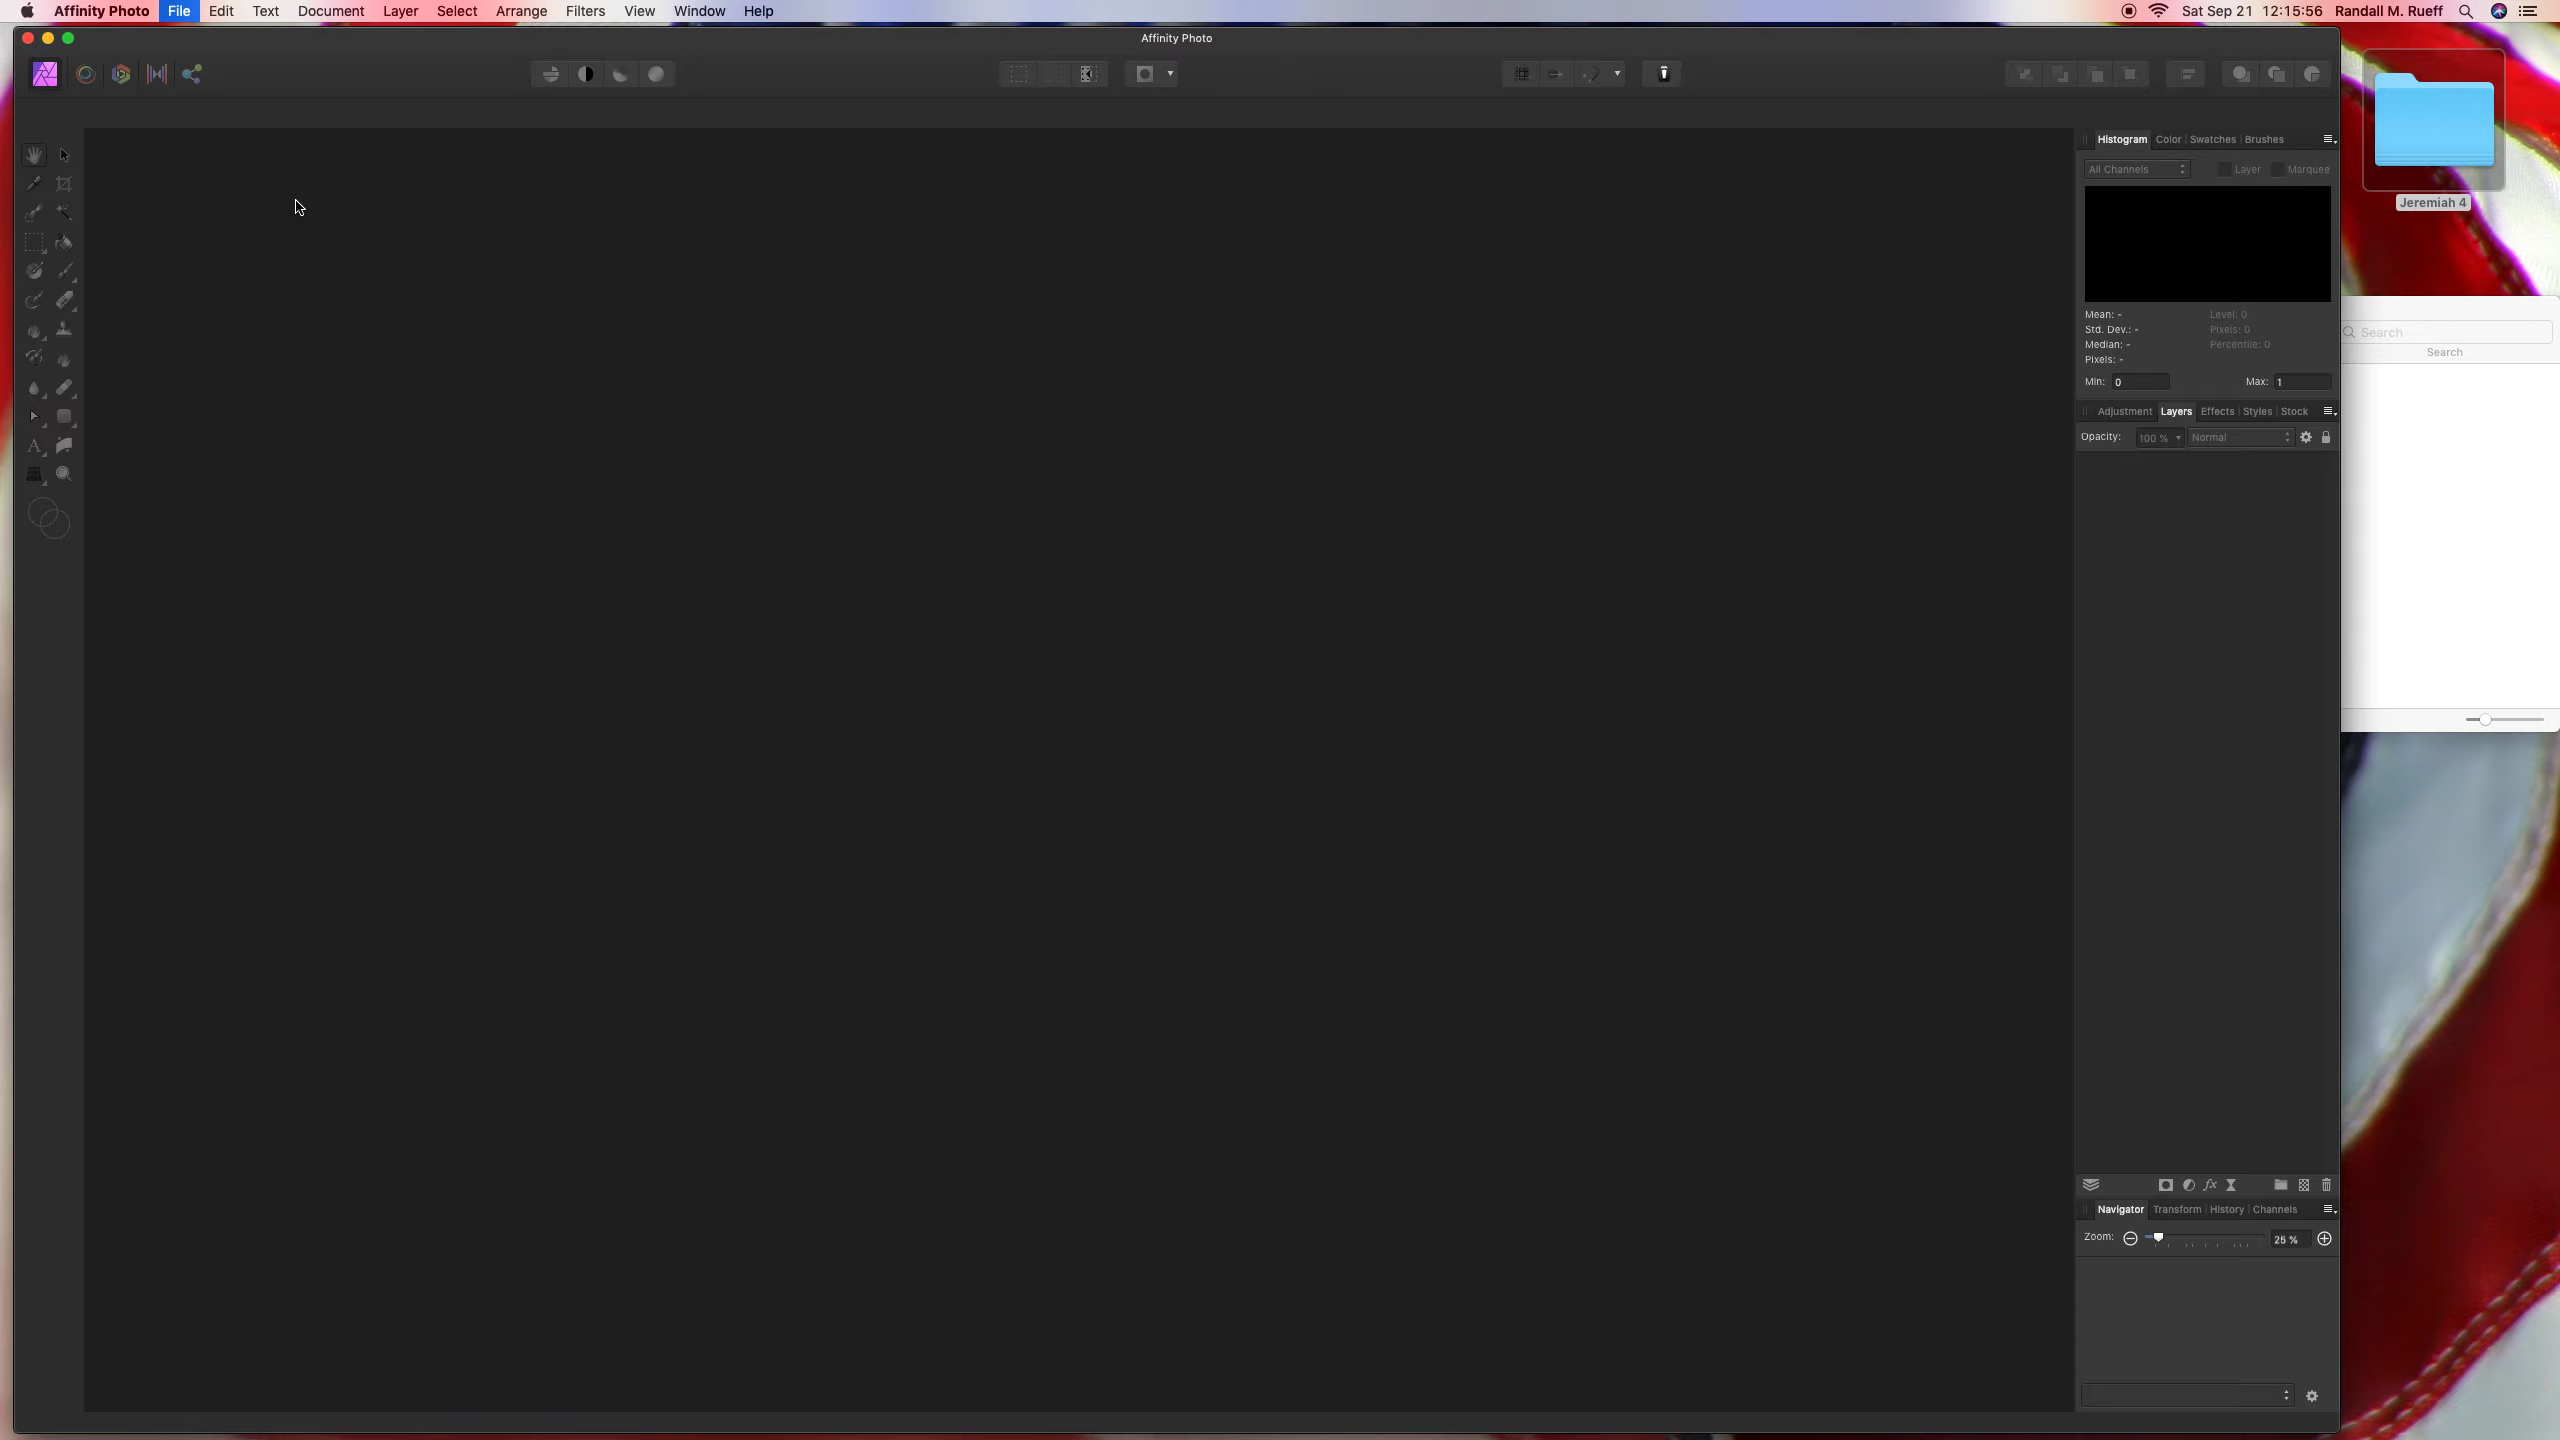 Affinity Photo File Edit Text Document Layer Select Arrange Filters View Window Help Sat Sep 21 12:15:56 Randall M. Rueff
Affinity Photo
Jeremiah 4
Histogram Color Swatches Brushes
All Channels Layer Marquee
Mean: - Level: 0
Std. Dev.: - Pixels: 0
Median: - Percentile: 0
Pixels: -
Min: 0 Max: 1
Search
Search
Adjustment Layers Effects Styles Stock
Opacity: 100 % Normal
A
fx
Navigator Transform History Channels
Zoom: 25 %